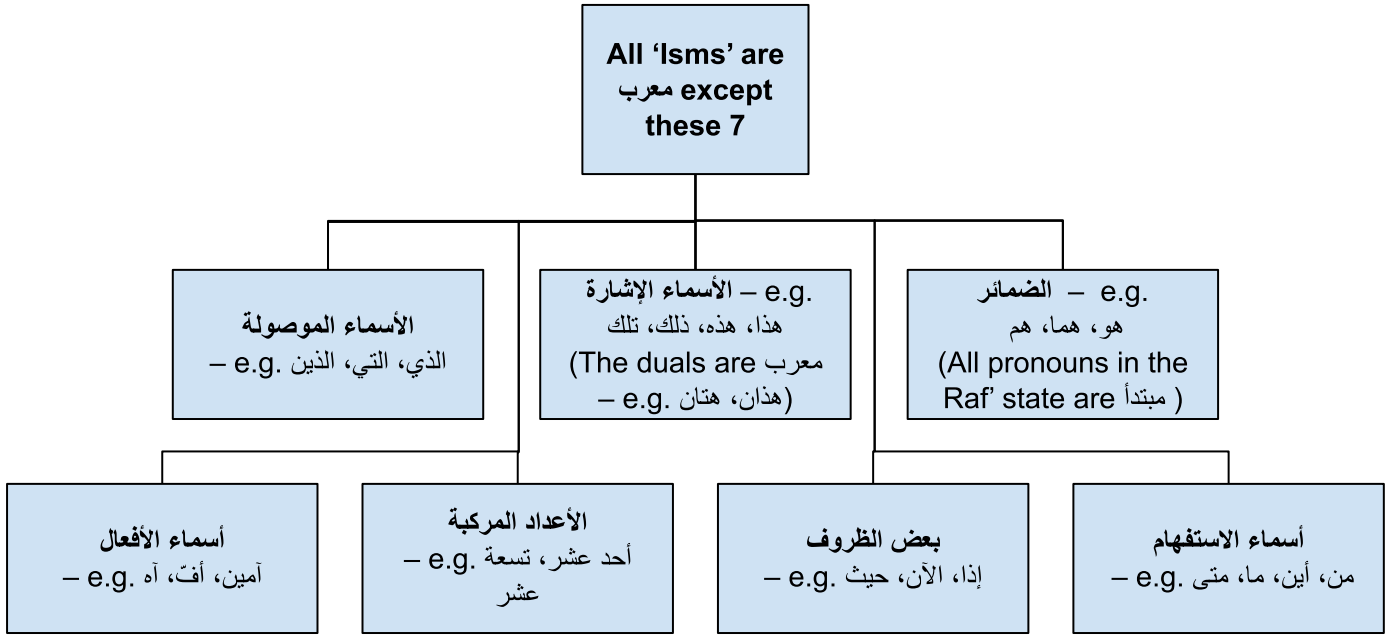 All ‘Isms’ are
معرب except
these 7
الأسماء الموصولة
– e.g. الذي، التي، الذين
الأسماء الإشارة – e.g.
هذا، هذه، ذلك، تلك
(The duals are معرب
– e.g. هذان، هتان)
الضمائر – e.g.
هو، هما، هم
(All pronouns in the
Raf’ state are مبتدأ )
أسماء الأفعال
– e.g. آمين، أفّ، آه
الأعداد المركبة
– e.g. أحد عشر، تسعة
عشر
بعض الظروف
– e.g. إذا، الآن، حيث
أسماء الاستفهام
– e.g. من، أين، ما، متى